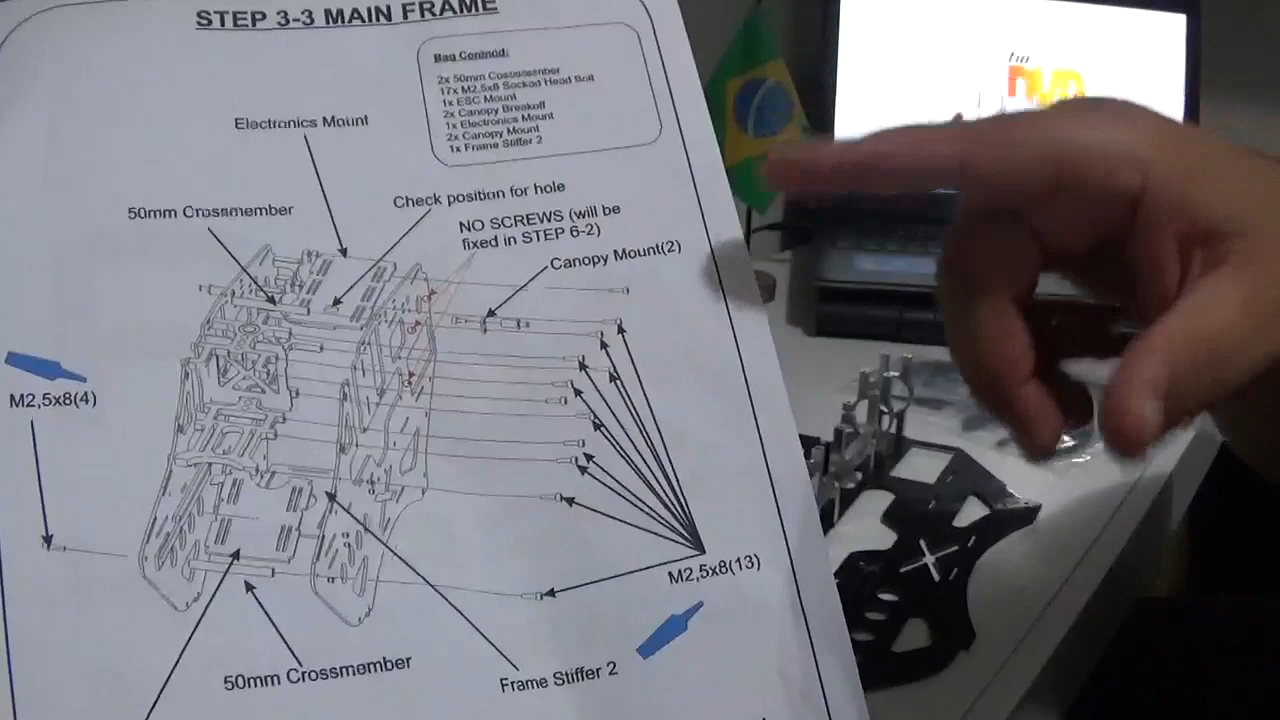 STEP 3-3 MAIN FRAME
2x 50mm Crossmember
17x M2,5x8 Socked Head Bolt
1x ESC Mount
2x Canopy Breakoff
1x Electronics Mount
2x Canopy Mount
1x Frame Stiffer 2
Electronics Mount
50mm Crossmember
Check position for hole
NO SCREWS (will be
fixed in STEP 6-2)
Canopy Mount(2)
M2,5x8(4)
M2,5x8(13)
50mm Crossmember
Frame Stiffer 2